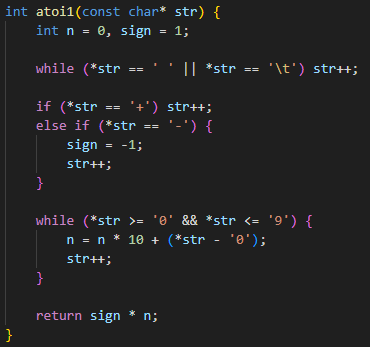 int atoi1(const char* str) {
    int n = 0, sign = 1;

    while (*str == ' ' || *str == '\t') str++;

    if (*str == '+') str++;
    else if (*str == '-') {
        sign = -1;
        str++;
    }

    while (*str >= '0' && *str <= '9') {
        n = n * 10 + (*str - '0');
        str++;
    }

    return sign * n;
}